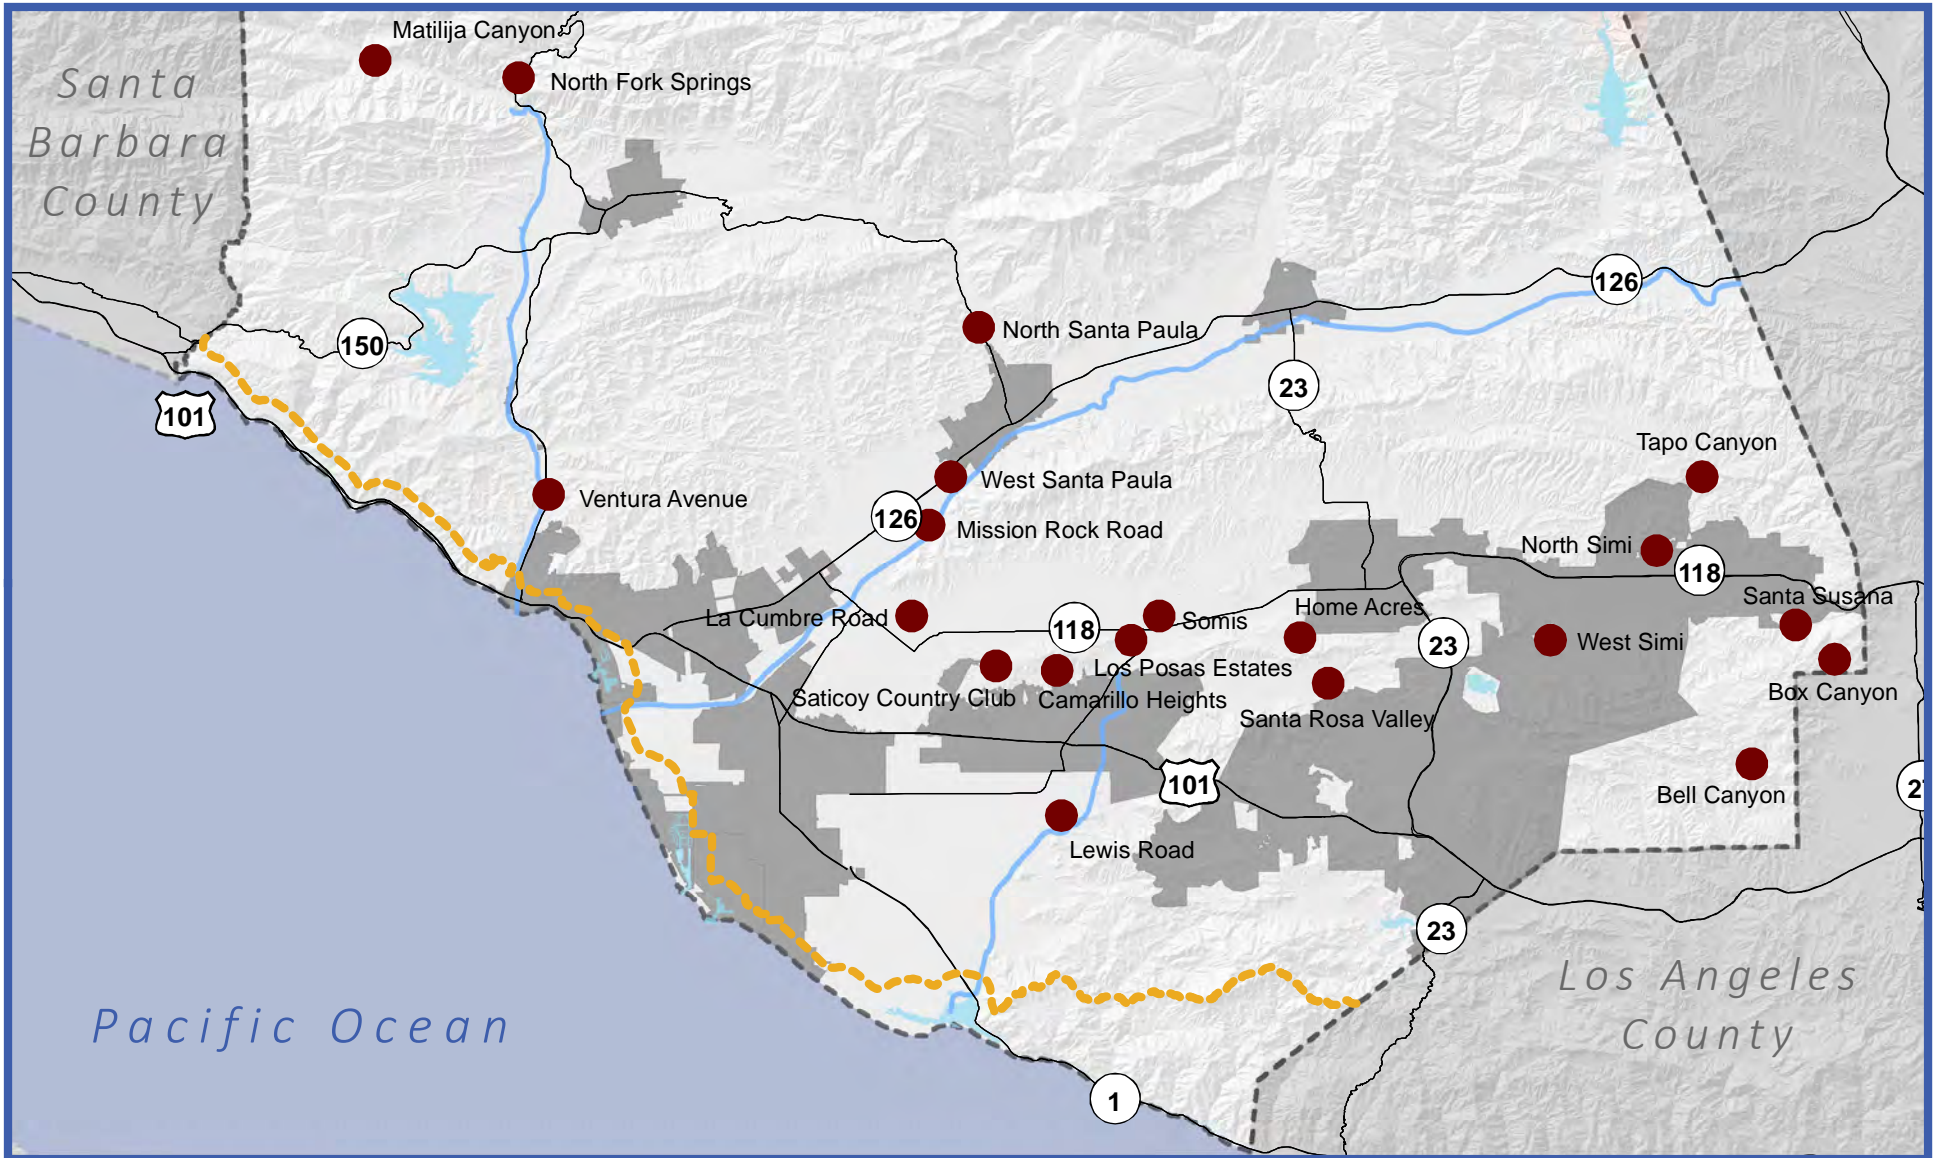 Matilija Canyon
Santa
Barbara
County
North Fork Springs
126
North Santa Paula
150
23
101
Tapo Canyon
West Santa Paula
Ventura Avenue
126
Mission Rock Road
North Simi
118
Santa Susana
La Cumbre Road
118
Somis
Home Acres
23
West Simi
Los Posas Estates
Saticoy Country Club
Camarillo Heights
Santa Rosa Valley
Box Canyon
101
Bell Canyon
Lewis Road
23
Los Angeles
County
Pacific Ocean
1